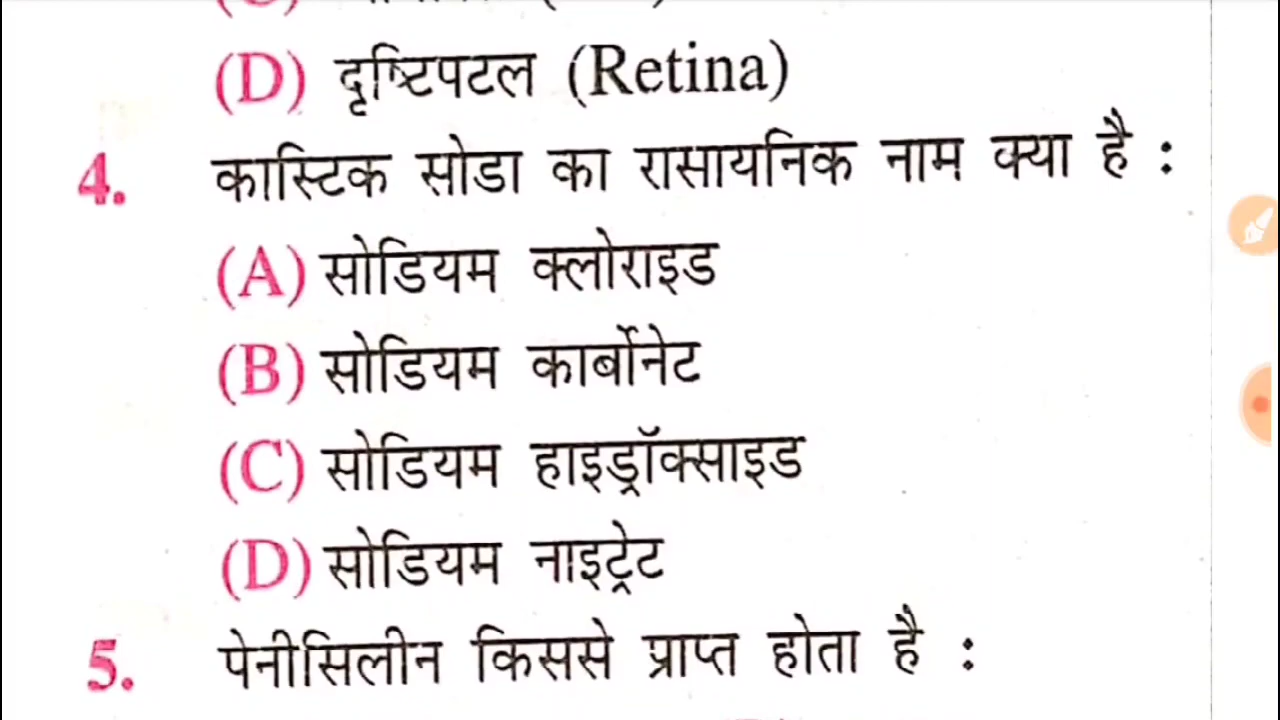 (D) दृष्टिपटल (Retina)
4. कास्टिक सोडा का रासायनिक नाम क्या है :
(A) सोडियम क्लोराइड
(B) सोडियम कार्बोनेट
(C) सोडियम हाइड्रॉक्साइड
(D) सोडियम नाइट्रेट
5. पेनीसिलीन किससे प्राप्त होता है :